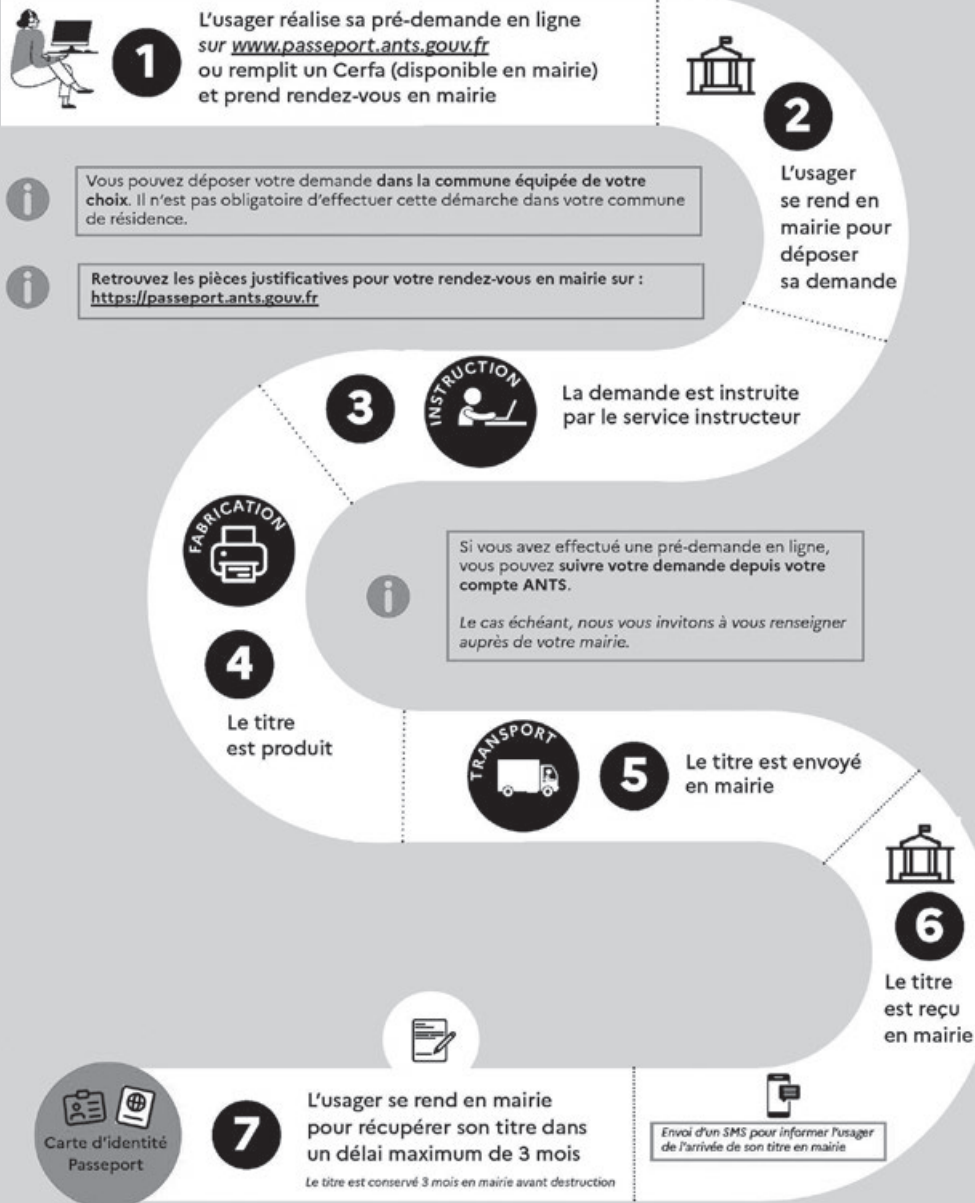 1
L'usager réalise sa pré-demande en ligne
sur www.passeport.ants.gouv.fr
ou remplit un Cerfa (disponible en mairie)
et prend rendez-vous en mairie
2
L'usager
se rend en
mairie pour
déposer
sa demande
Vous pouvez déposer votre demande dans la commune équipée de votre
choix. Il n'est pas obligatoire d'effectuer cette démarche dans votre commune
de résidence.
Retrouvez les pièces justificatives pour votre rendez-vous en mairie sur :
https://passeport.ants.gouv.fr
3
INSTRUCTION
La demande est instruite
par le service instructeur
FABRICATION
4
Le titre
est produit
Si vous avez effectué une pré-demande en ligne,
vous pouvez suivre votre demande depuis votre
compte ANTS.
Le cas échéant, nous vous invitons à vous renseigner
auprès de votre mairie.
TRANSPORT
5
Le titre est envoyé
en mairie
6
Le titre
est reçu
en mairie
Envoi d'un SMS pour informer l'usager
de l'arrivée de son titre en mairie
7
L'usager se rend en mairie
pour récupérer son titre dans
un délai maximum de 3 mois
Le titre est conservé 3 mois en mairie avant destruction
Carte d'identité
Passeport